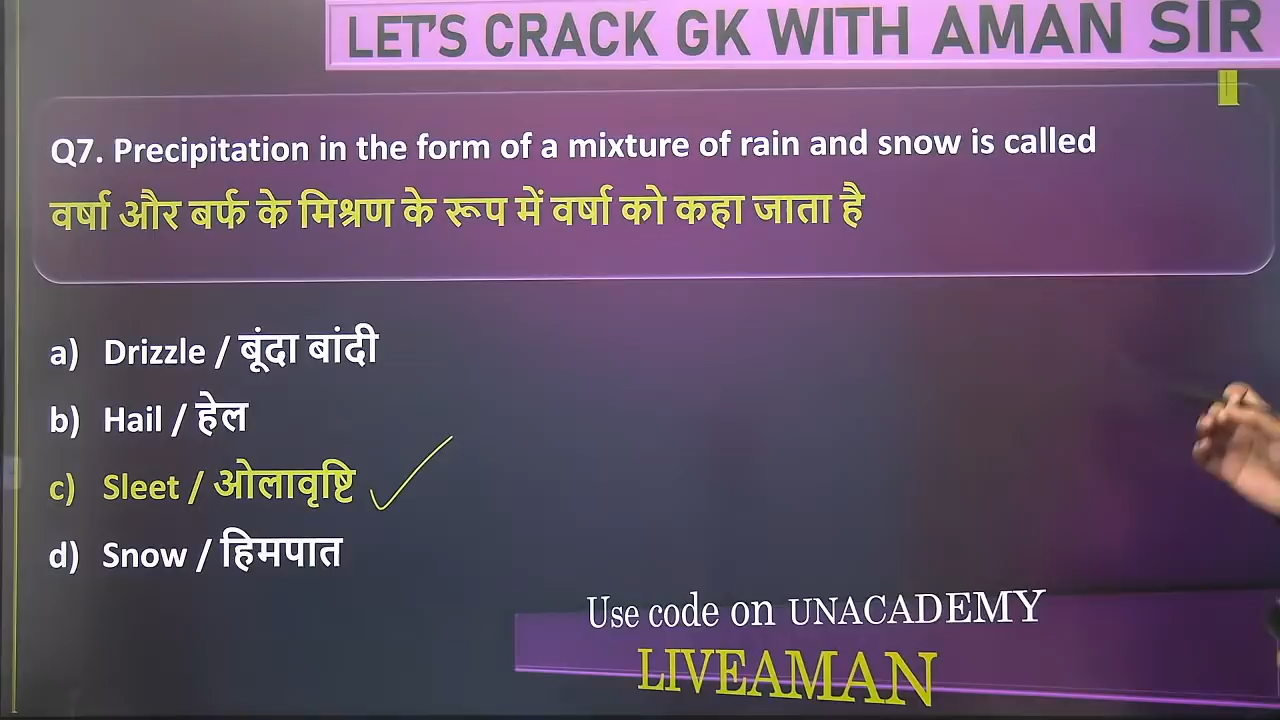 LET'S CRACK GK WITH AMAN SIR
Q7. Precipitation in the form of a mixture of rain and snow is called
वर्षा और बर्फ के मिश्रण के रूप में वर्षा को कहा जाता है
a) Drizzle / बूंदा बांदी
b) Hail / हेल
c) Sleet / ओलावृष्टि
d) Snow / हिमपात
Use code on UNACADEMY
LIVEAMAN